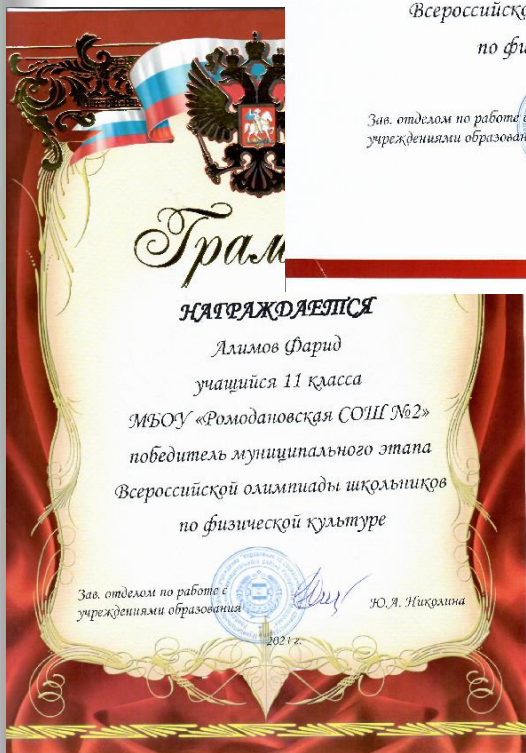 Всероссийско
по фи
Зав. отделом по работе с
учреждениями образован
Грам
НАГРАЖДАЕТСЯ
Алимов Фарид
учащийся 11 класса
МБОУ «Ромодановская СОШ №2»
победитель муниципального этапа
Всероссийской олимпиады школьников
по физической культуре
Зав. отделом по работе с
учреждениями образования
Ю.А. Николина
2021 г.